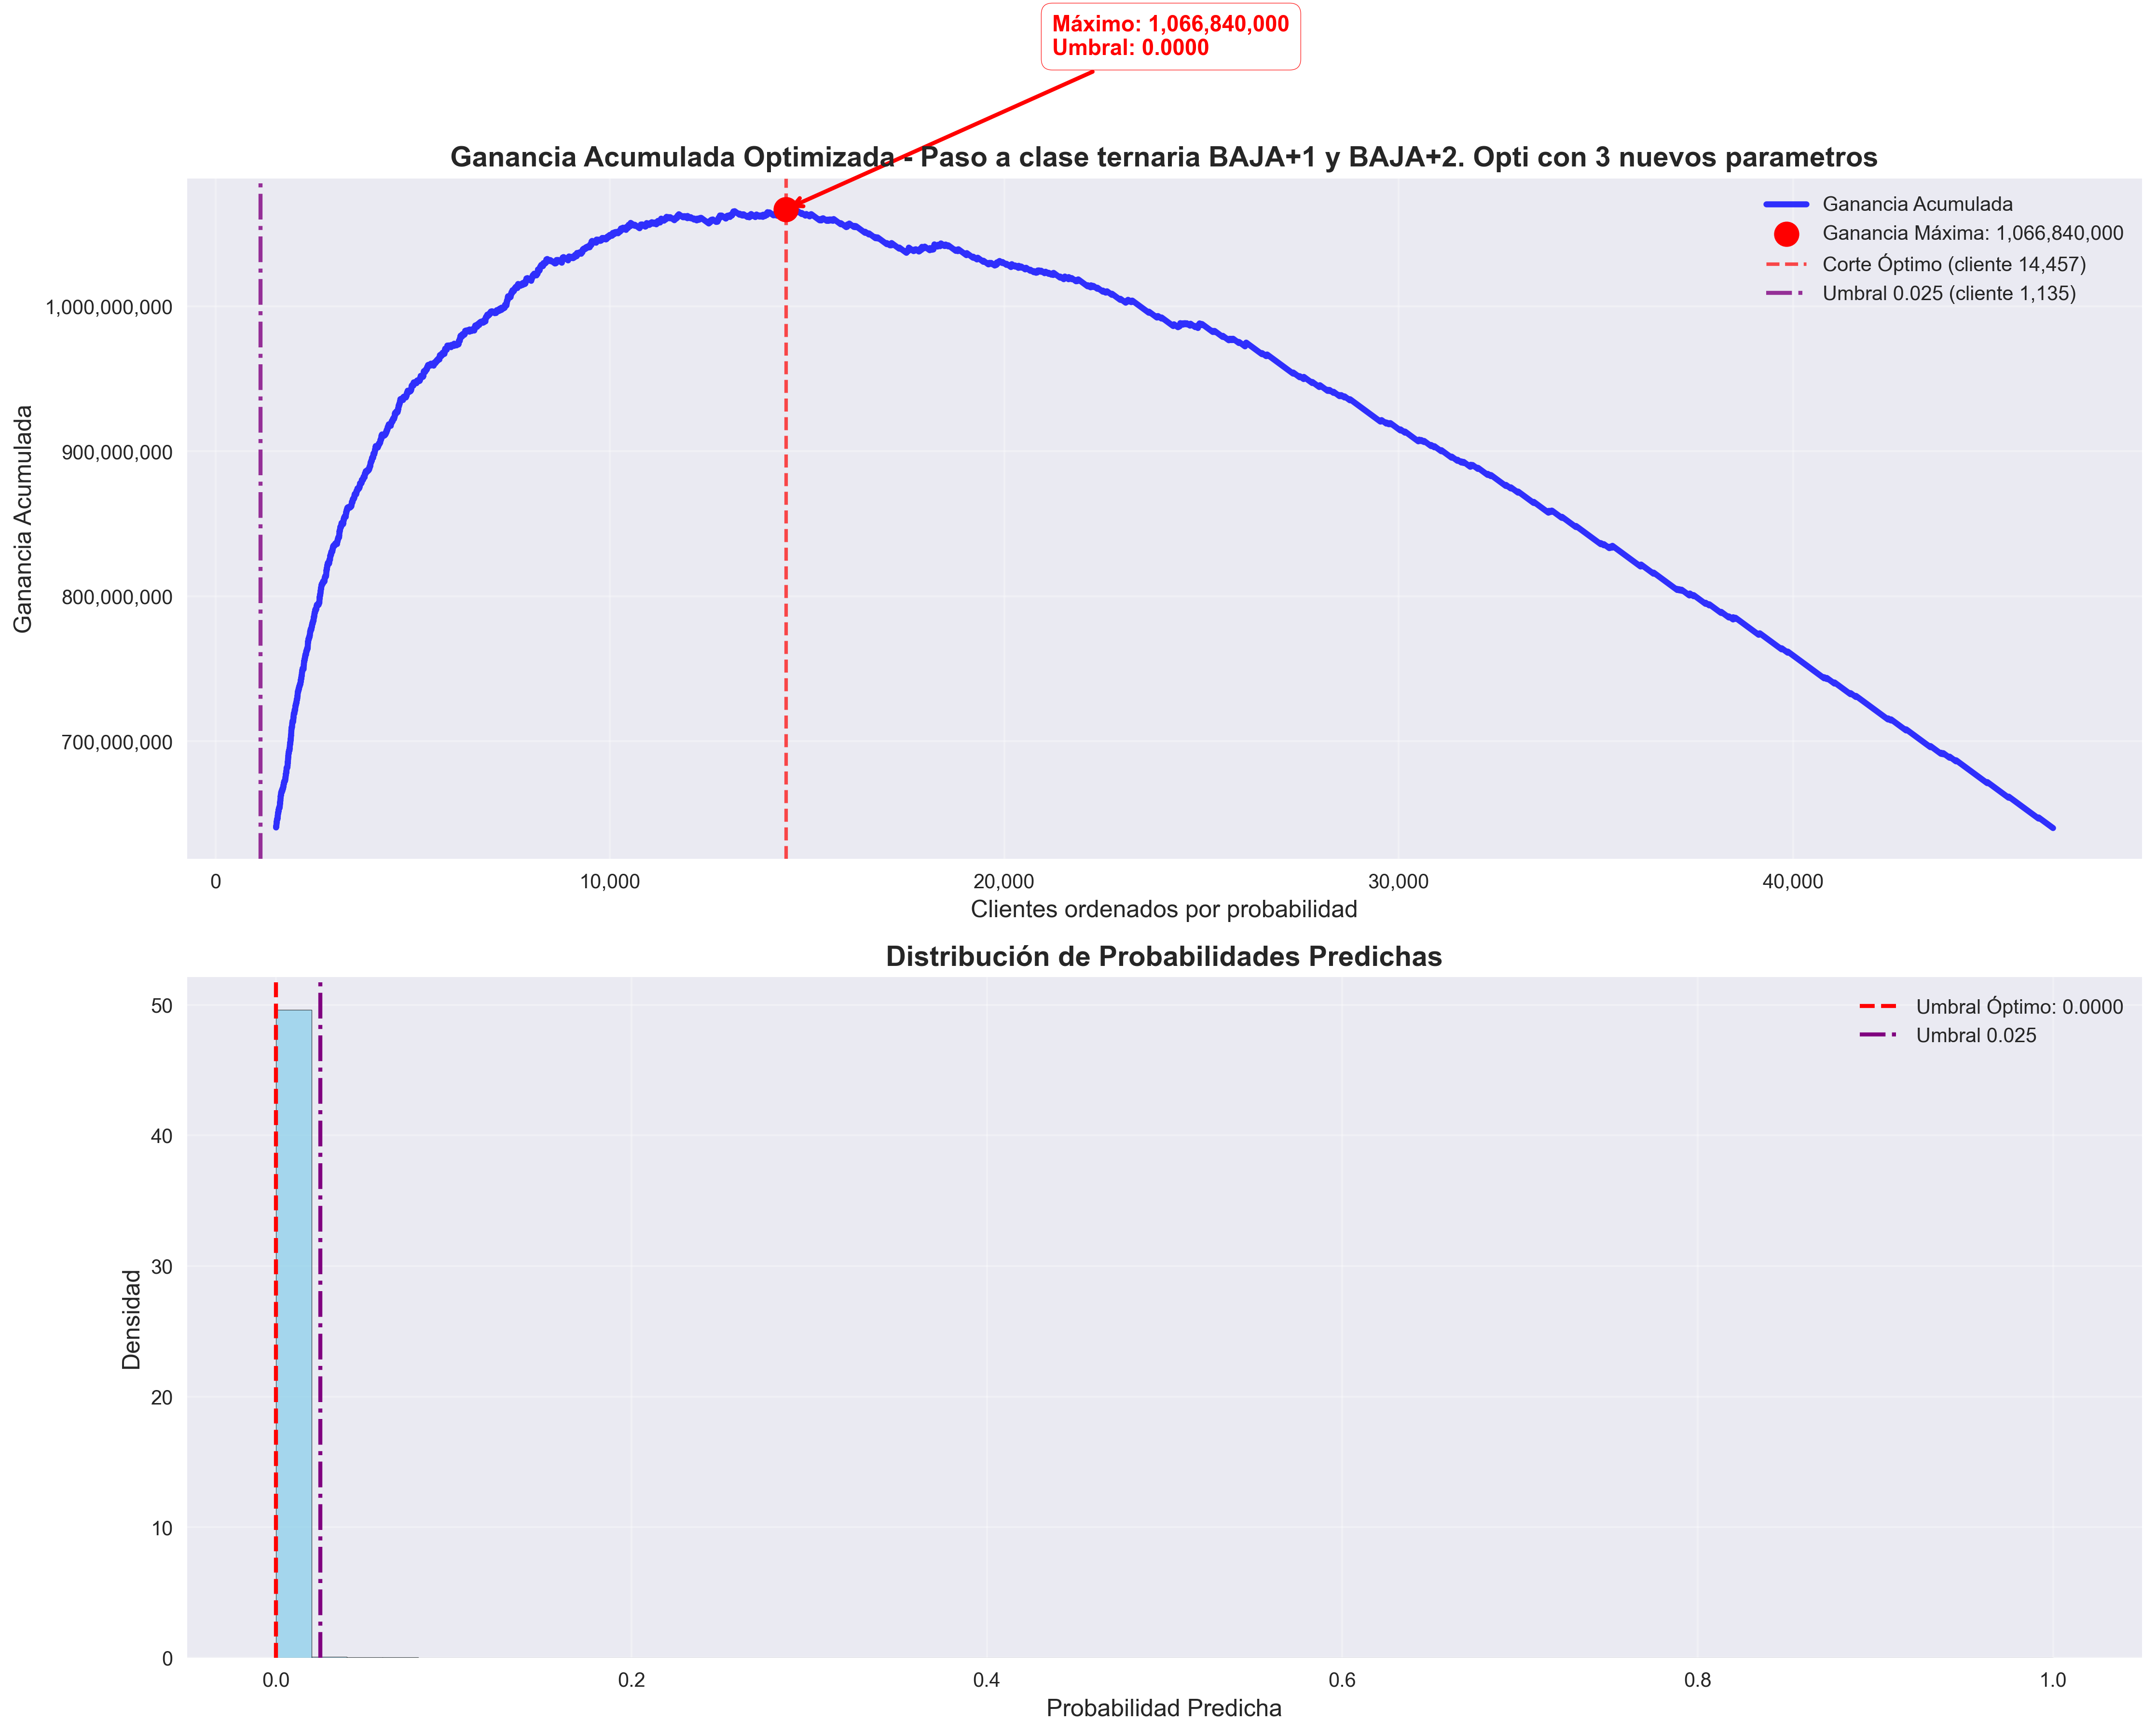 Máximo: 1,066,840,000
Umbral: 0.0000
Ganancia Acumulada Optimizada - Paso a clase ternaria BAJA+1 y BAJA+2. Opti con 3 nuevos parametros
Ganancia Acumulada
Ganancia Máxima: 1,066,840,000
Corte Óptimo (cliente 14,457)
Umbral 0.025 (cliente 1,135)
Ganancia Acumulada
1,000,000,000
900,000,000
800,000,000
700,000,000
0
10,000
20,000
30,000
40,000
Clientes ordenados por probabilidad
Distribución de Probabilidades Predichas
Umbral Óptimo: 0.0000
Umbral 0.025
Densidad
50
40
30
20
10
0
0.0
0.2
0.4
0.6
0.8
1.0
Probabilidad Predicha